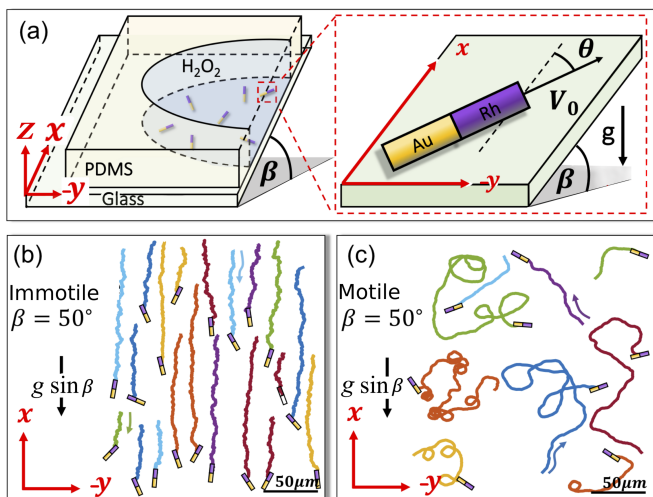 (a)
H₂O₂
z
x
-y
PDMS
Glass
β
x
θ
V₀
Rh
Au
g
-y
β
(b)
Immotile
β = 50°
g sin β
x
-y
50μm
(c)
Motile
β = 50°
g sin β
x
-y
50μm